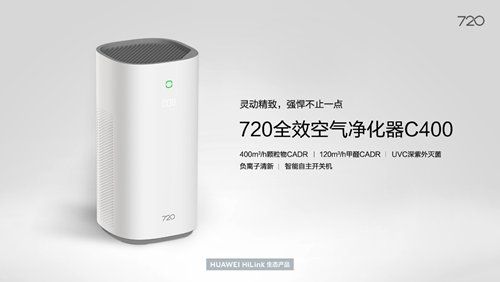 720
灵动精致，强悍不止一点
720全效空气净化器C400
400m³/h颗粒物CADR | 120m³/h甲醛CADR | UVC深紫外灭菌
负离子清新 | 智能自主开关机
720
HUAWEI HiLink 生态产品